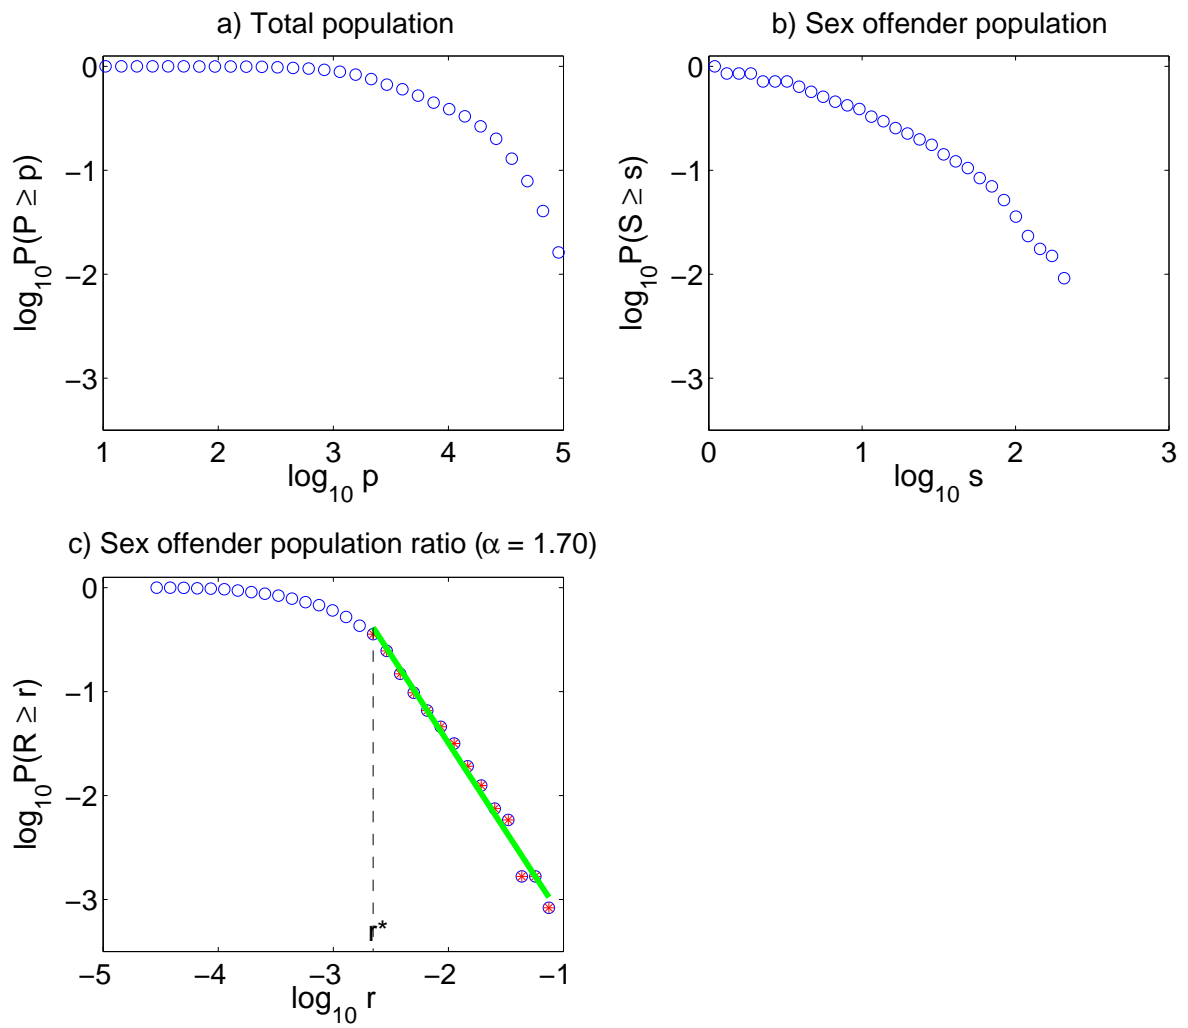 a) Total population
0
−1
−2
−3
log₁₀P(P ≥ p)
1 2 3 4 5
log₁₀ p
b) Sex offender population
0
−1
−2
−3
log₁₀P(S ≥ s)
0 1 2 3
log₁₀ s
c) Sex offender population ratio (α = 1.70)
0
−1
−2
−3
log₁₀P(R ≥ r)
r*
−5 −4 −3 −2 −1
log₁₀ r